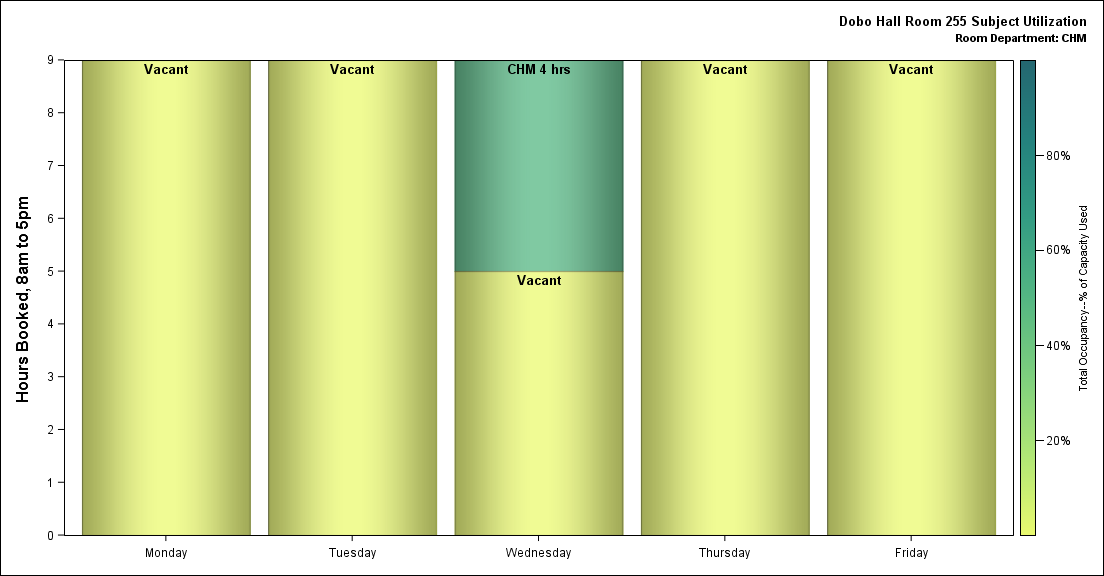 Dobo Hall Room 255 Subject Utilization
Room Department: CHM
Hours Booked, 8am to 5pm
9
8
7
6
5
4
3
2
1
0
Vacant
Vacant
CHM 4 hrs
Vacant
Vacant
Vacant
Monday
Tuesday
Wednesday
Thursday
Friday
80%
60%
40%
20%
Total Occupancy--% of Capacity Used